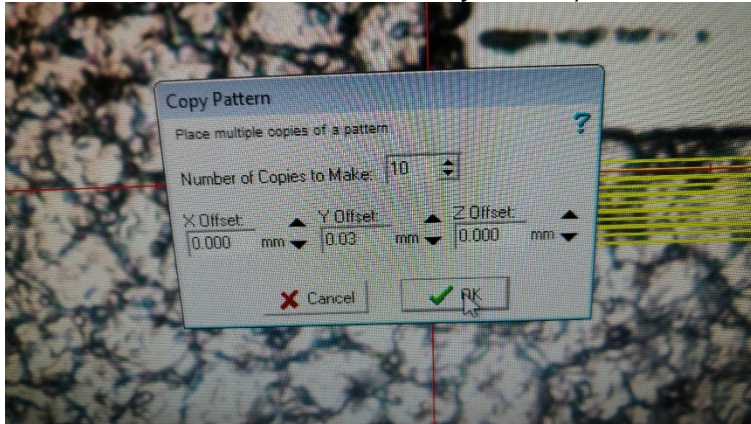 Copy Pattern
?
Place multiple copies of a pattern.
Number of Copies to Make: 10
X Offset: Y Offset: Z Offset:
0.000 mm 0.03 mm 0.000 mm
Cancel OK